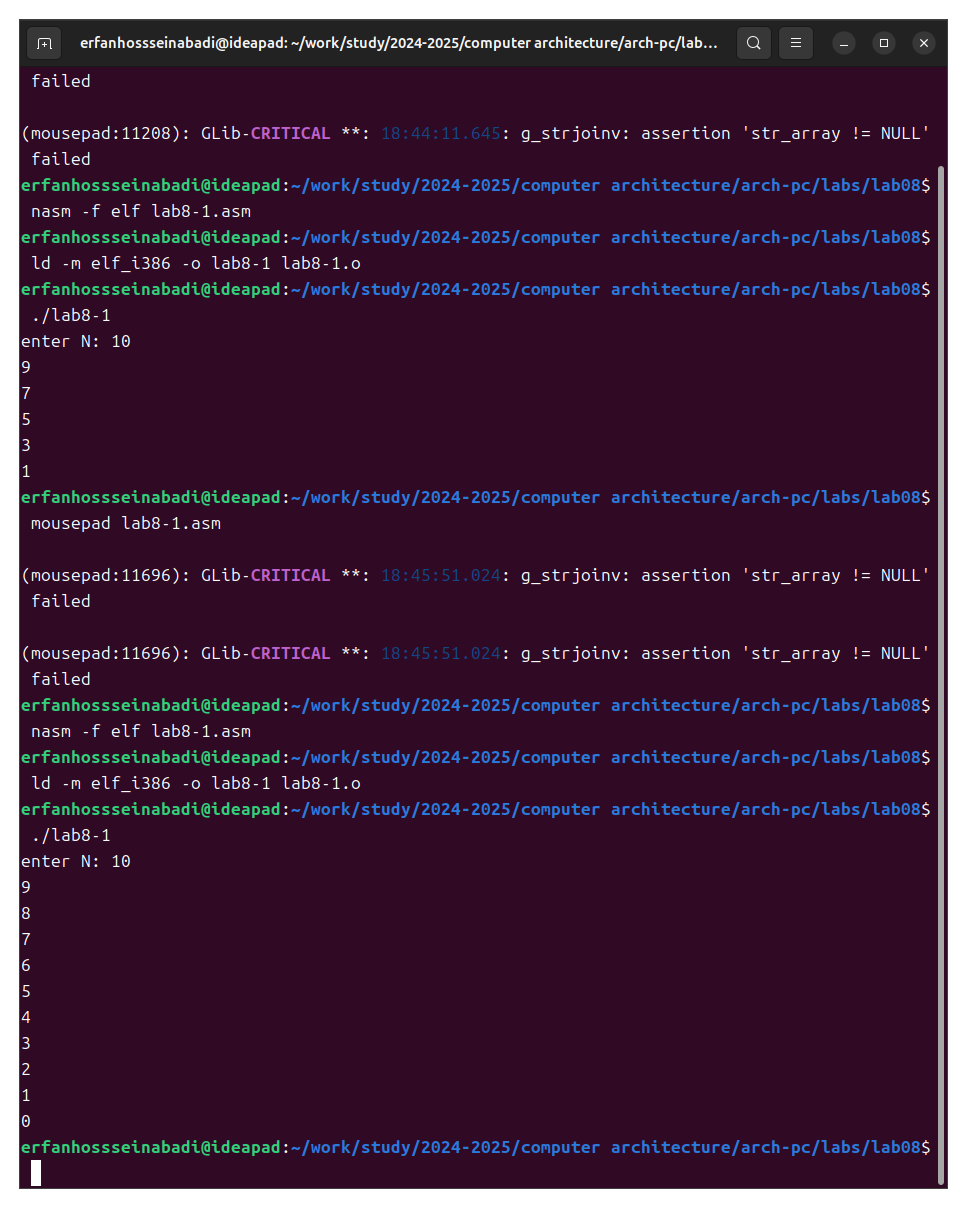 erfanhossseinabadi@ideapad: ~/work/study/2024-2025/computer architecture/arch-pc/lab...
failed
(mousepad:11208): GLib-CRITICAL **: 18:44:11.645: g_strjoinv: assertion 'str_array != NULL'
failed
erfanhossseinabadi@ideapad:~/work/study/2024-2025/computer architecture/arch-pc/labs/lab08$
nasm -f elf lab8-1.asm
erfanhossseinabadi@ideapad:~/work/study/2024-2025/computer architecture/arch-pc/labs/lab08$
ld -m elf_i386 -o lab8-1 lab8-1.o
erfanhossseinabadi@ideapad:~/work/study/2024-2025/computer architecture/arch-pc/labs/lab08$
./lab8-1
enter N: 10
9
7
5
3
1
erfanhossseinabadi@ideapad:~/work/study/2024-2025/computer architecture/arch-pc/labs/lab08$
mousepad lab8-1.asm
(mousepad:11696): GLib-CRITICAL **: 18:45:51.024: g_strjoinv: assertion 'str_array != NULL'
failed
(mousepad:11696): GLib-CRITICAL **: 18:45:51.024: g_strjoinv: assertion 'str_array != NULL'
failed
erfanhossseinabadi@ideapad:~/work/study/2024-2025/computer architecture/arch-pc/labs/lab08$
nasm -f elf lab8-1.asm
erfanhossseinabadi@ideapad:~/work/study/2024-2025/computer architecture/arch-pc/labs/lab08$
ld -m elf_i386 -o lab8-1 lab8-1.o
erfanhossseinabadi@ideapad:~/work/study/2024-2025/computer architecture/arch-pc/labs/lab08$
./lab8-1
enter N: 10
9
8
7
6
5
4
3
2
1
0
erfanhossseinabadi@ideapad:~/work/study/2024-2025/computer architecture/arch-pc/labs/lab08$